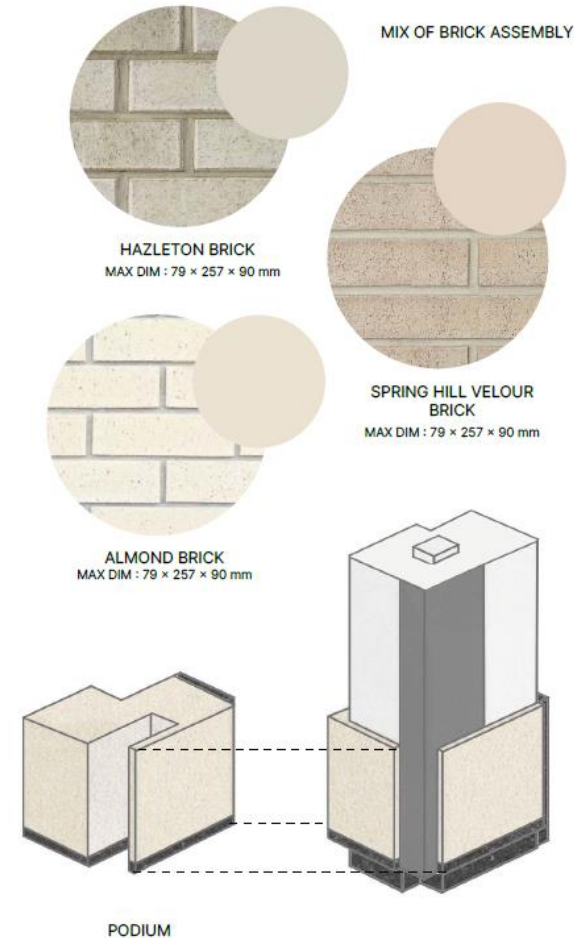 MIX OF BRICK ASSEMBLY
HAZLETON BRICK
MAX DIM : 79 × 257 × 90 mm
SPRING HILL VELOUR
BRICK
MAX DIM : 79 × 257 × 90 mm
ALMOND BRICK
MAX DIM : 79 × 257 × 90 mm
PODIUM